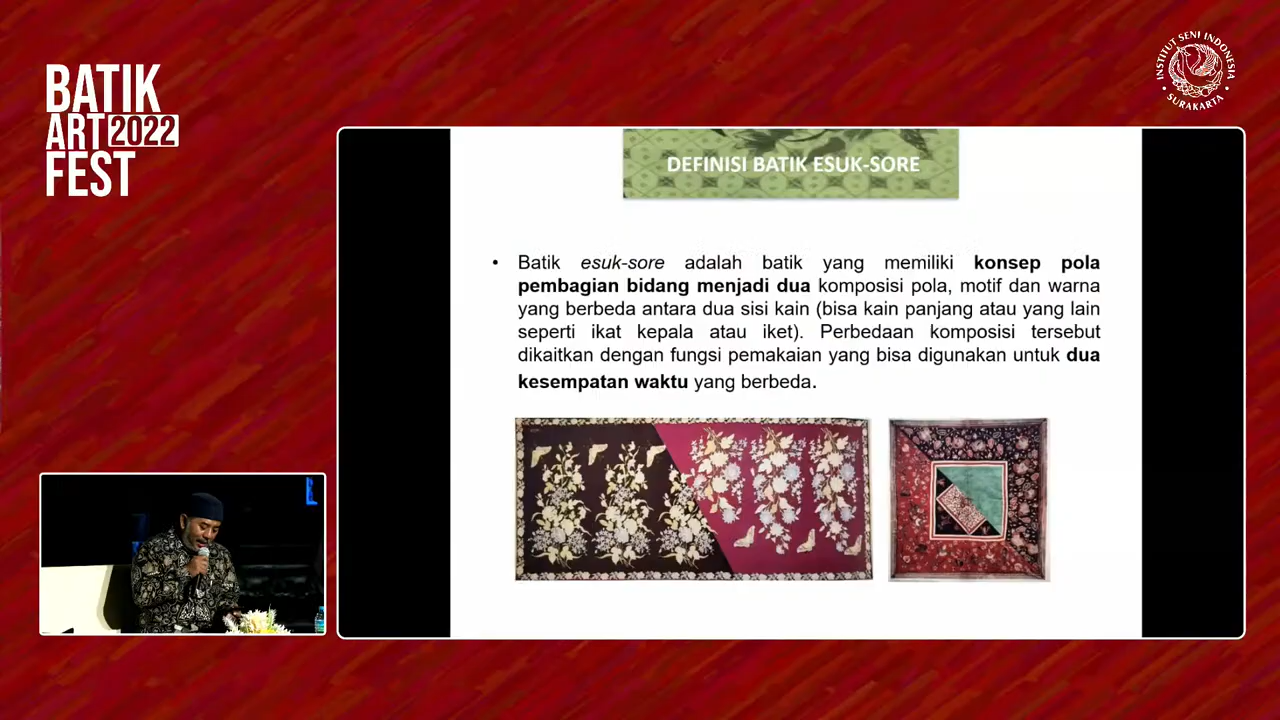 BATIK
ART 2022
FEST
INSTITUT SENI INDONESIA
• SURAKARTA •
DEFINISI BATIK ESUK-SORE
• Batik esuk-sore adalah batik yang memiliki konsep pola
pembagian bidang menjadi dua komposisi pola, motif dan warna
yang berbeda antara dua sisi kain (bisa kain panjang atau yang lain
seperti ikat kepala atau iket). Perbedaan komposisi tersebut
dikaitkan dengan fungsi pemakaian yang bisa digunakan untuk dua
kesempatan waktu yang berbeda.